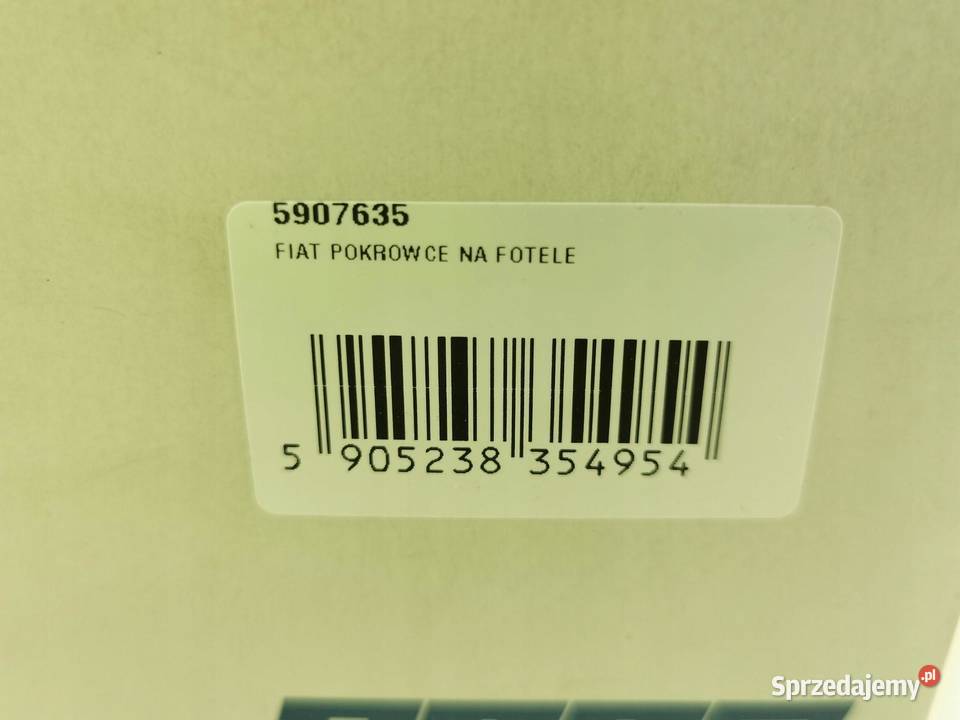 5907635
FIAT POKROWCE NA FOTELE
5 905238 354954
Sprzedajemy.pl